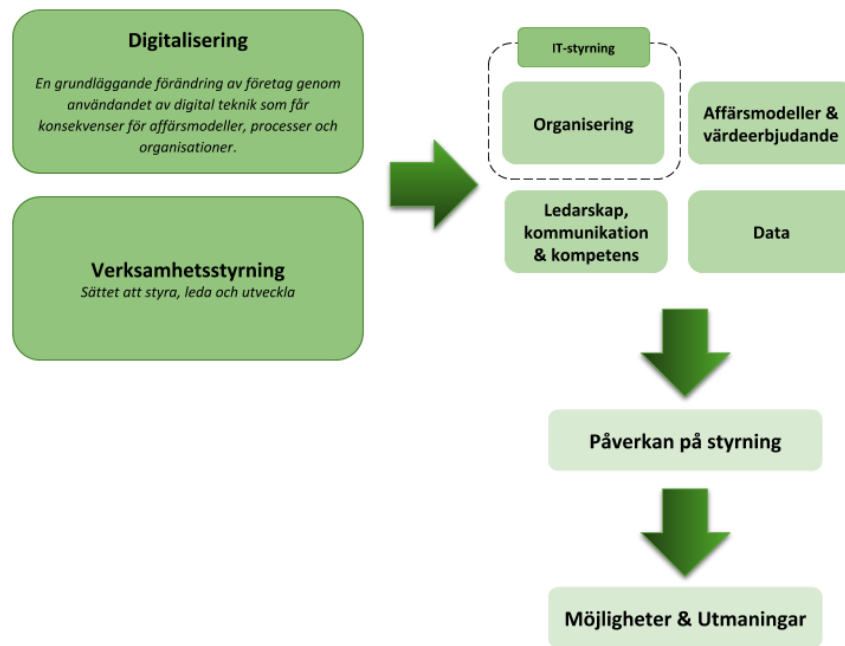 Digitalisering
En grundläggande förändring av företag genom
användandet av digital teknik som får
konsekvenser för affärsmodeller, processer och
organisationer.
Verksamhetsstyrning
Sättet att styra, leda och utveckla
IT-styrning
Organisering
Affärsmodeller &
värdeerbjudande
Ledarskap,
kommunikation
& kompetens
Data
Påverkan på styrning
Möjligheter & Utmaningar